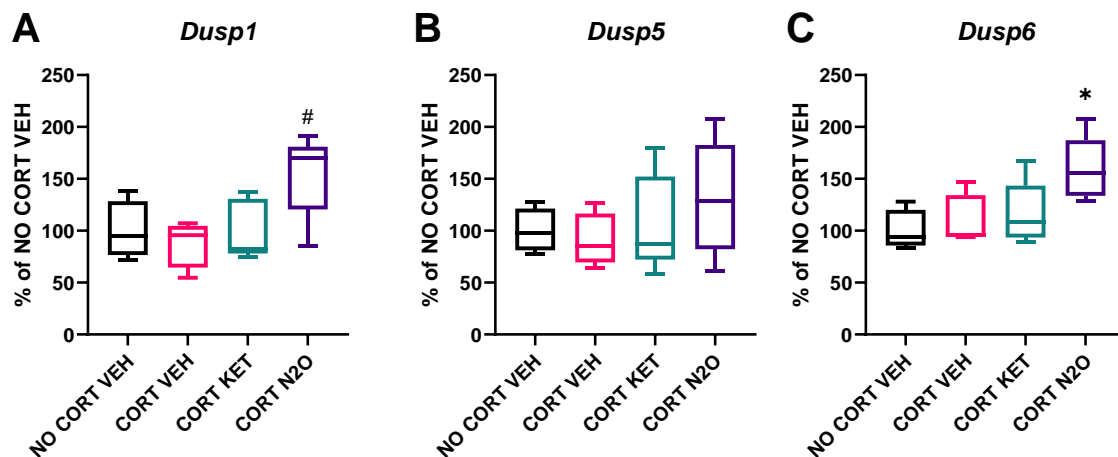 A
Dusp1
% of NO CORT VEH
250
200
150
100
50
0
#
NO CORT VEH
CORT VEH
CORT KET
CORT N2O
B
Dusp5
% of NO CORT VEH
250
200
150
100
50
0
NO CORT VEH
CORT VEH
CORT KET
CORT N2O
C
Dusp6
% of NO CORT VEH
250
200
150
100
50
0
*
NO CORT VEH
CORT VEH
CORT KET
CORT N2O